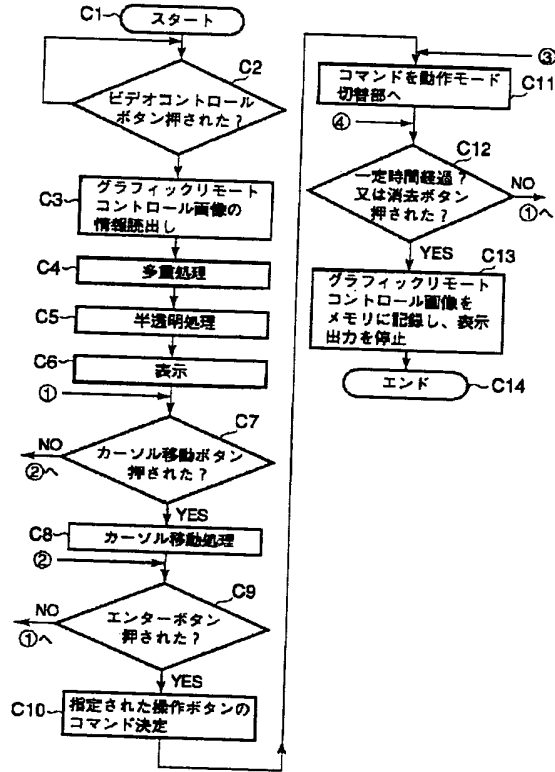 C1
スタート
C2
ビデオコントロール
ボタン押された?
C3
グラフィックリモート
コントロール画像の
情報読出し
C4
多重処理
C5
半透明処理
C6
表示
①
C7
カーソル移動ボタン
押された?
NO
②へ
YES
C8
カーソル移動処理
②
C9
エンターボタン
押された?
NO
①へ
YES
C10
指定された操作ボタンの
コマンド決定
③
コマンドを動作モード
切替部へ
C11
④
C12
一定時間経過?
又は消去ボタン
押された?
NO
①へ
YES
C13
グラフィックリモート
コントロール画像を
メモリに記録し、表示
出力を停止
エンド
C14